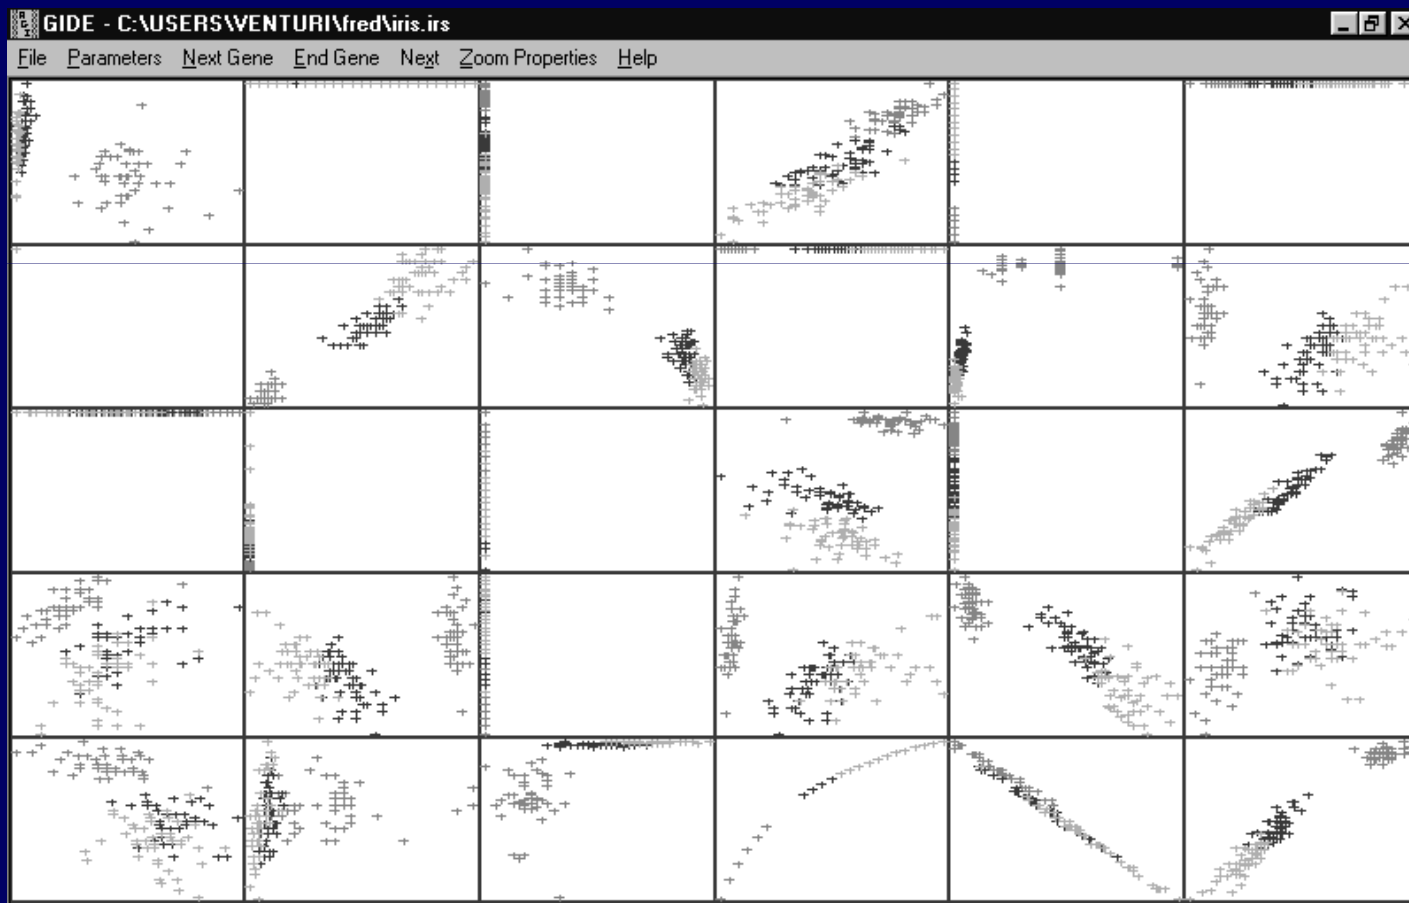 GIDE - C:\USERS\VENTURI\fred\iris.irs
File Parameters Next Gene End Gene Next Zoom Properties Help